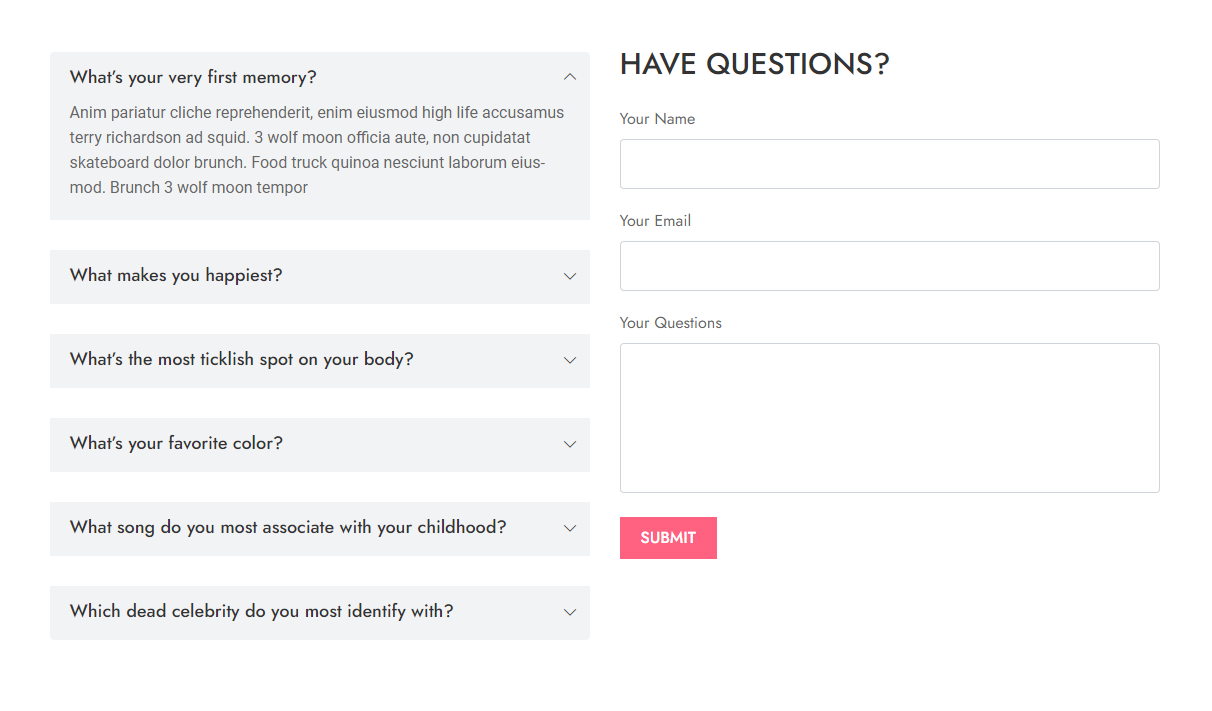 What's your very first memory?
Anim pariatur cliche reprehenderit, enim eiusmod high life accusamus
terry richardson ad squid. 3 wolf moon officia aute, non cupidatat
skateboard dolor brunch. Food truck quinoa nesciunt laborum eius-
mod. Brunch 3 wolf moon tempor
What makes you happiest?
What's the most ticklish spot on your body?
What's your favorite color?
What song do you most associate with your childhood?
Which dead celebrity do you most identify with?
HAVE QUESTIONS?
Your Name
Your Email
Your Questions
SUBMIT